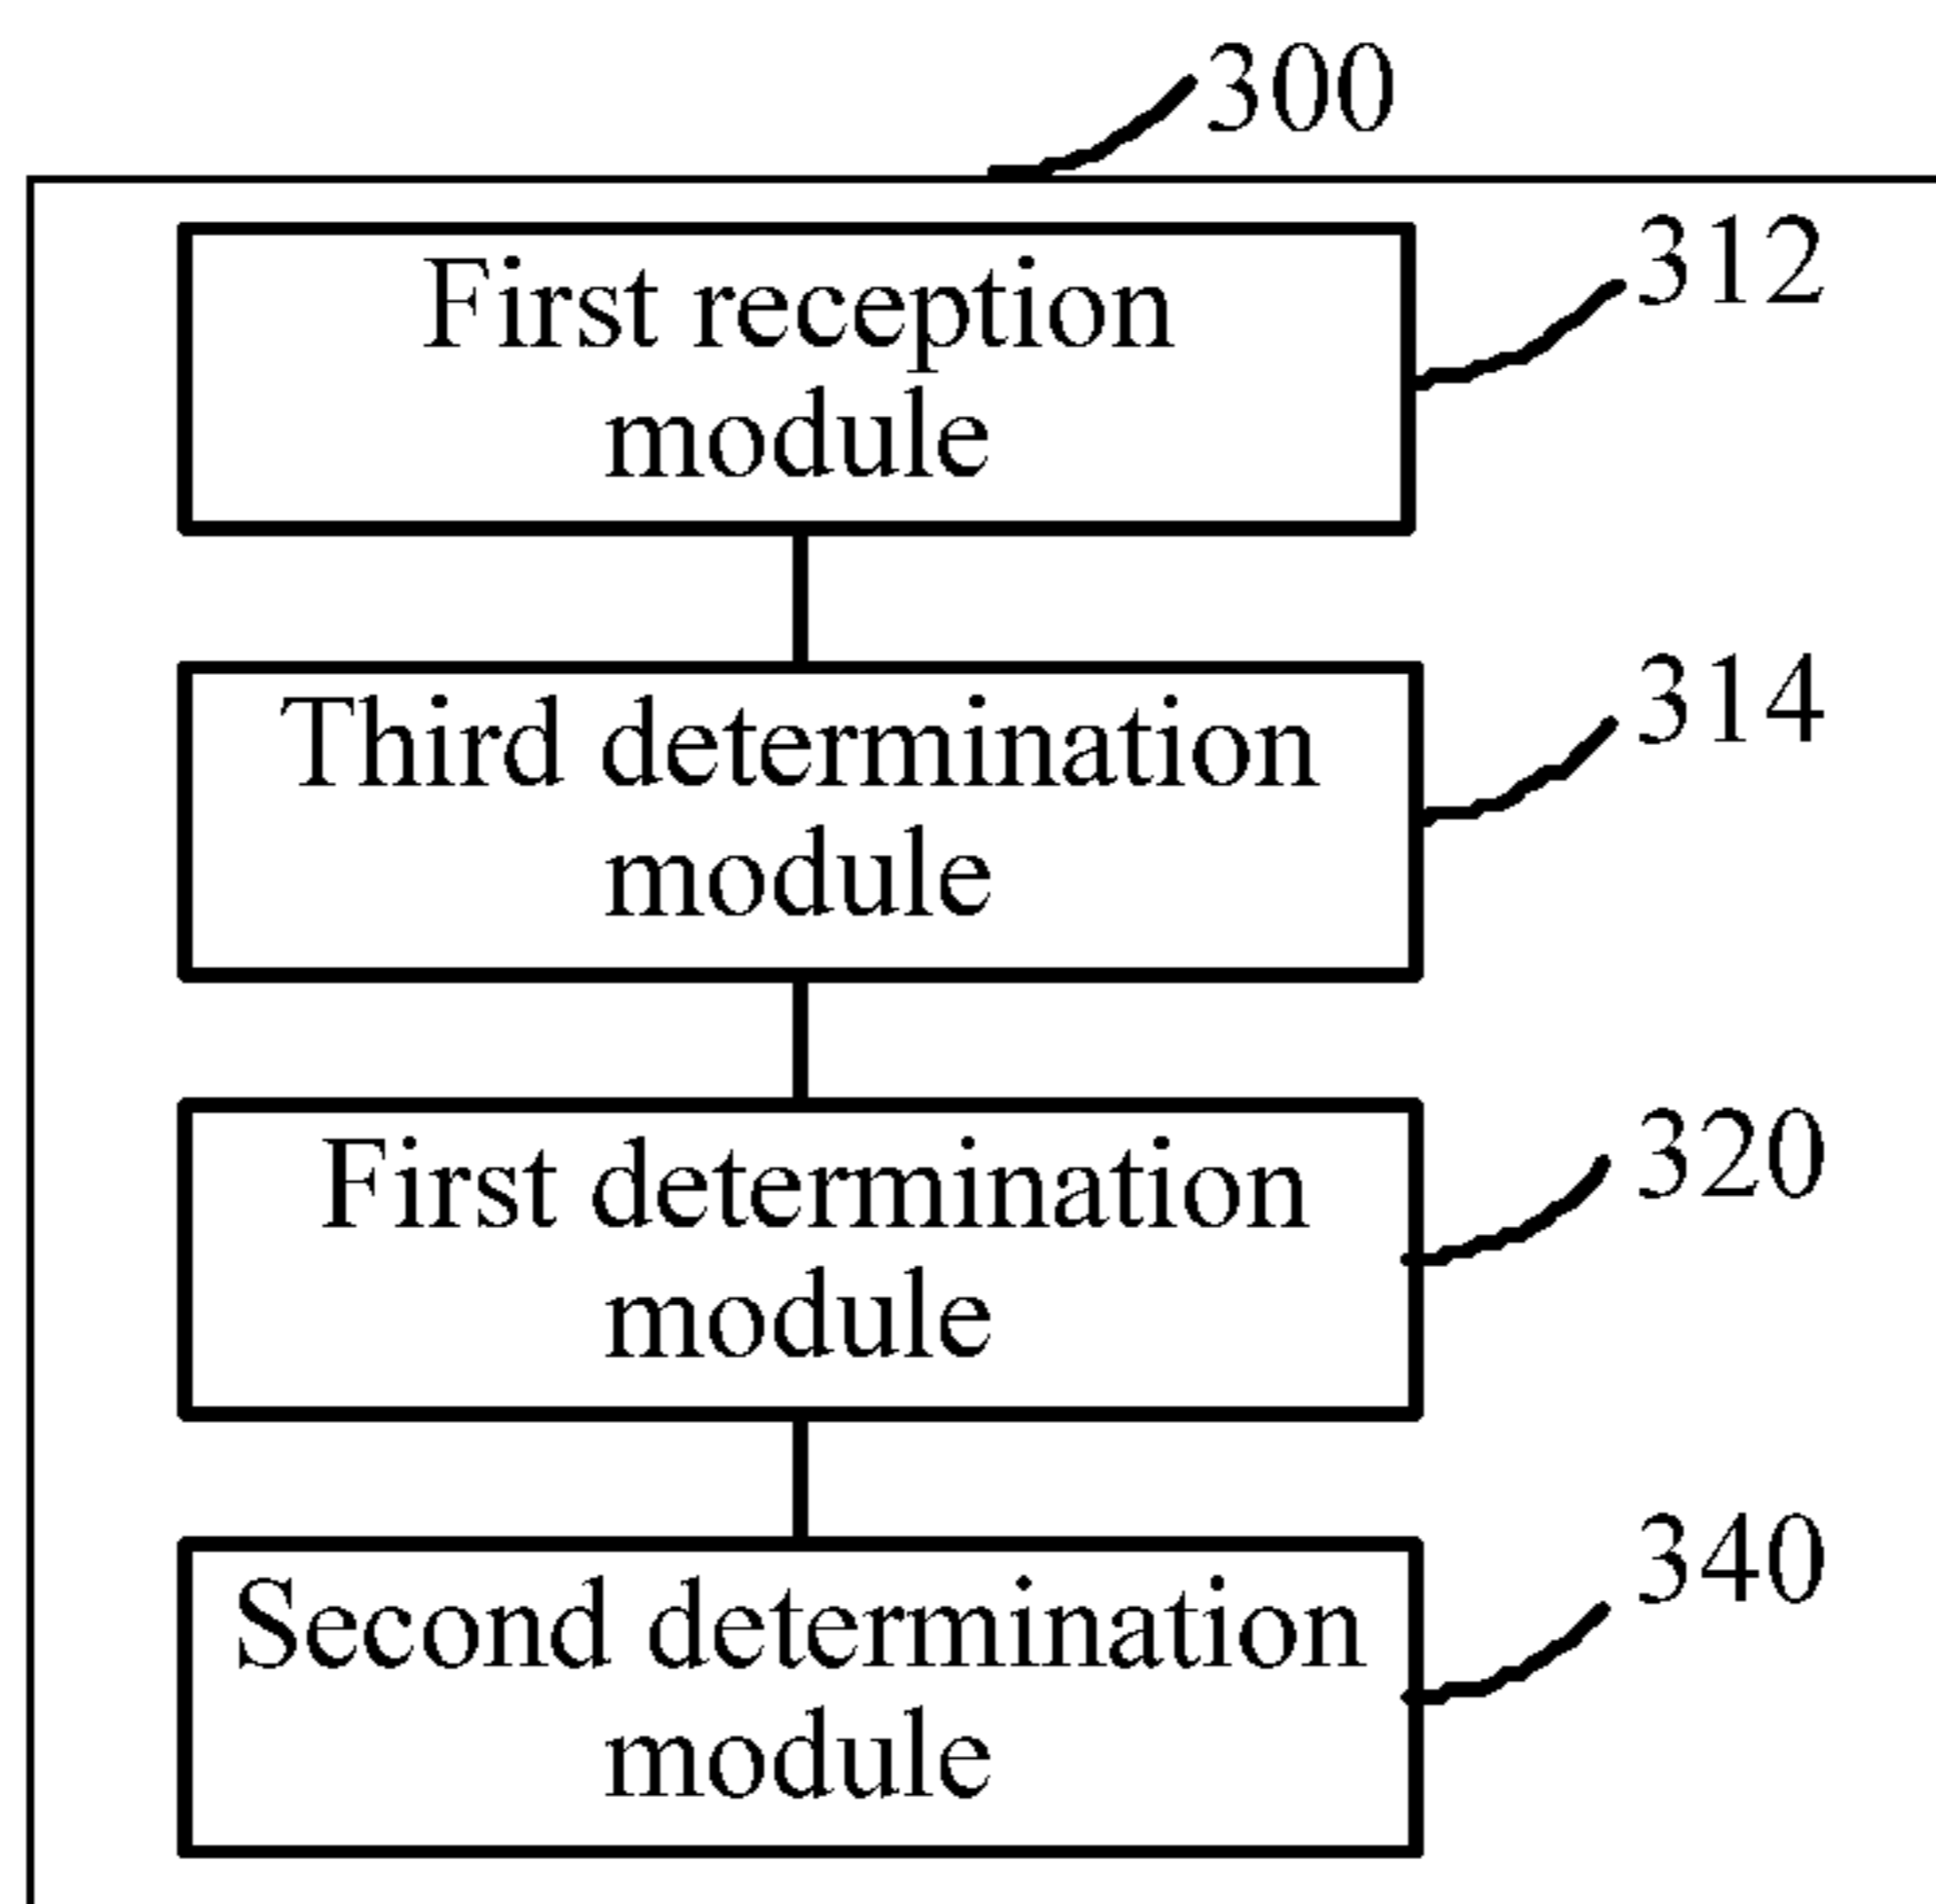 300
First reception
module
312
Third determination
module
314
First determination
module
320
Second determination
module
340